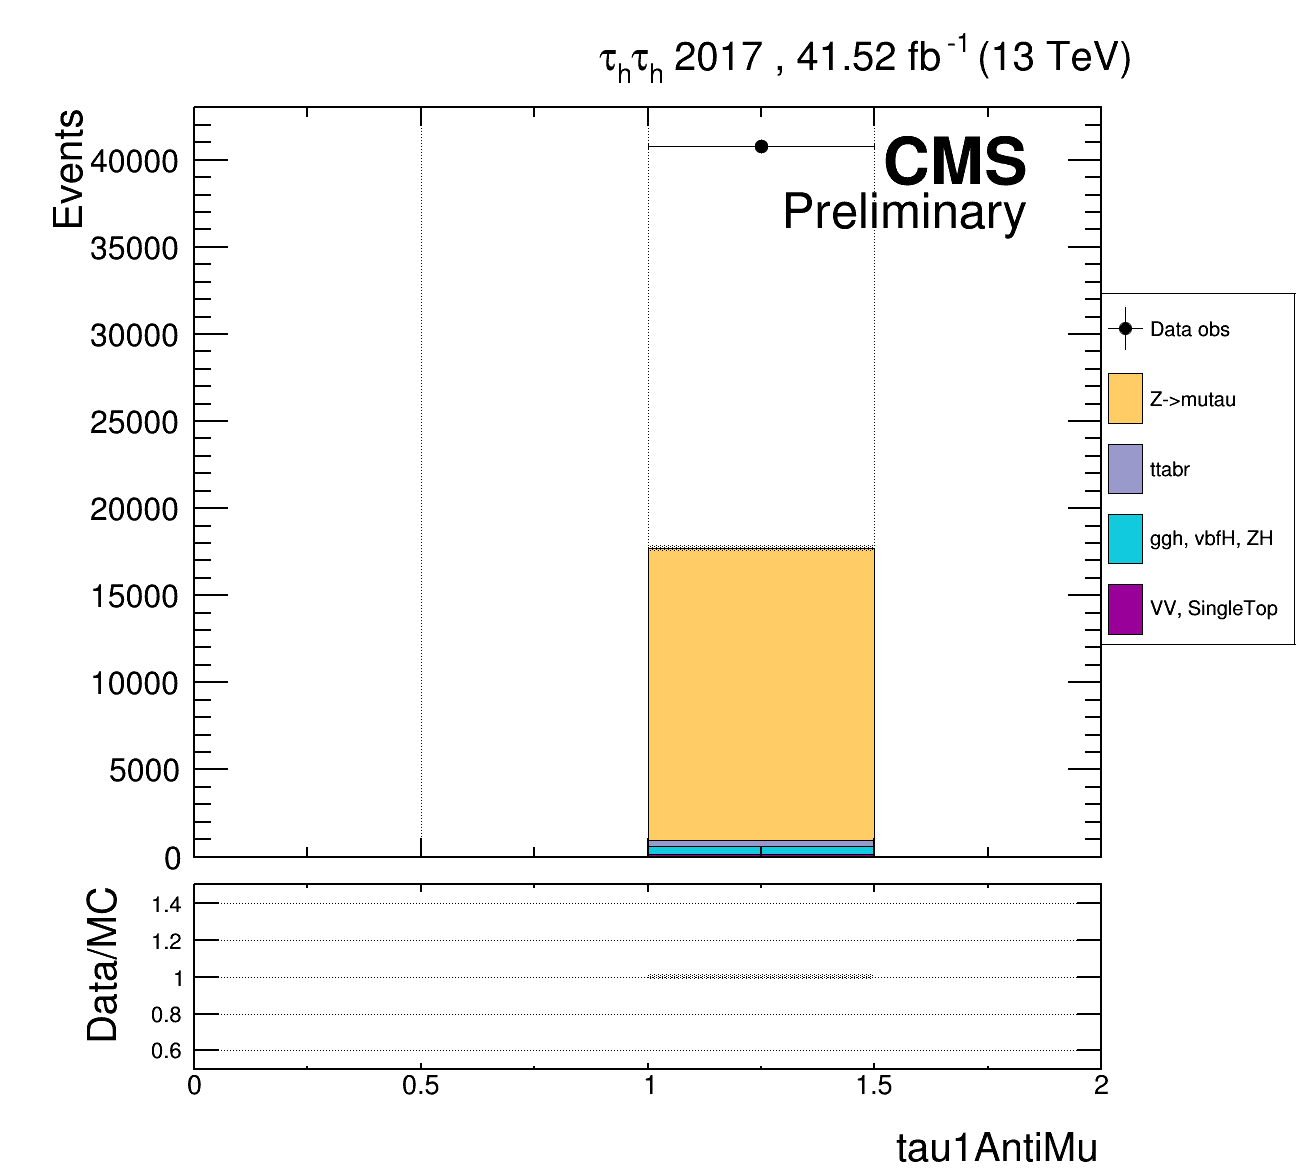 τhτh 2017 , 41.52 fb-1 (13 TeV)
Events
40000
35000
30000
25000
20000
15000
10000
5000
0
CMS
Preliminary
Data obs
Z->mutau
ttabr
ggh, vbfH, ZH
VV, SingleTop
Data/MC
1.4
1.2
1
0.8
0.6
0 0.5 1 1.5 2
tau1AntiMu